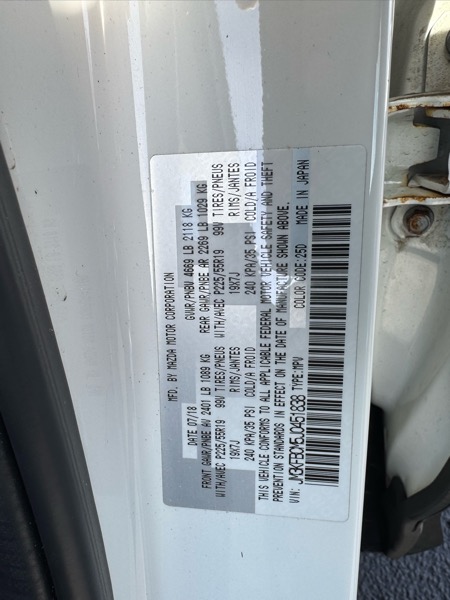 MFD. BY MAZDA MOTOR CORPORATION
DATE 07/18 GVWR/PNBV 4669 LB 2118 KG
FRONT GAWR/PNBE AV 2401 LB 1089 KG REAR GAWR/PNBE AR 2269 LB 1029 KG
WITH/AVEC P225/55R19 99V TIRES/PNEUS WITH/AVEC P225/55R19 99V TIRES/PNEUS
19X7J RIMS/JANTES 19X7J RIMS/JANTES
240 KPA/35 PSI COLD/A FROID 240 KPA/35 PSI COLD/A FROID
THIS VEHICLE CONFORMS TO ALL APPLICABLE FEDERAL MOTOR VEHICLE SAFETY AND THEFT
PREVENTION STANDARDS IN EFFECT ON THE DATE OF MANUFACTURE SHOWN ABOVE.
VIN: JM3KFBCM5J0451838 TYPE:MPV COLOR CODE:25D MADE IN JAPAN